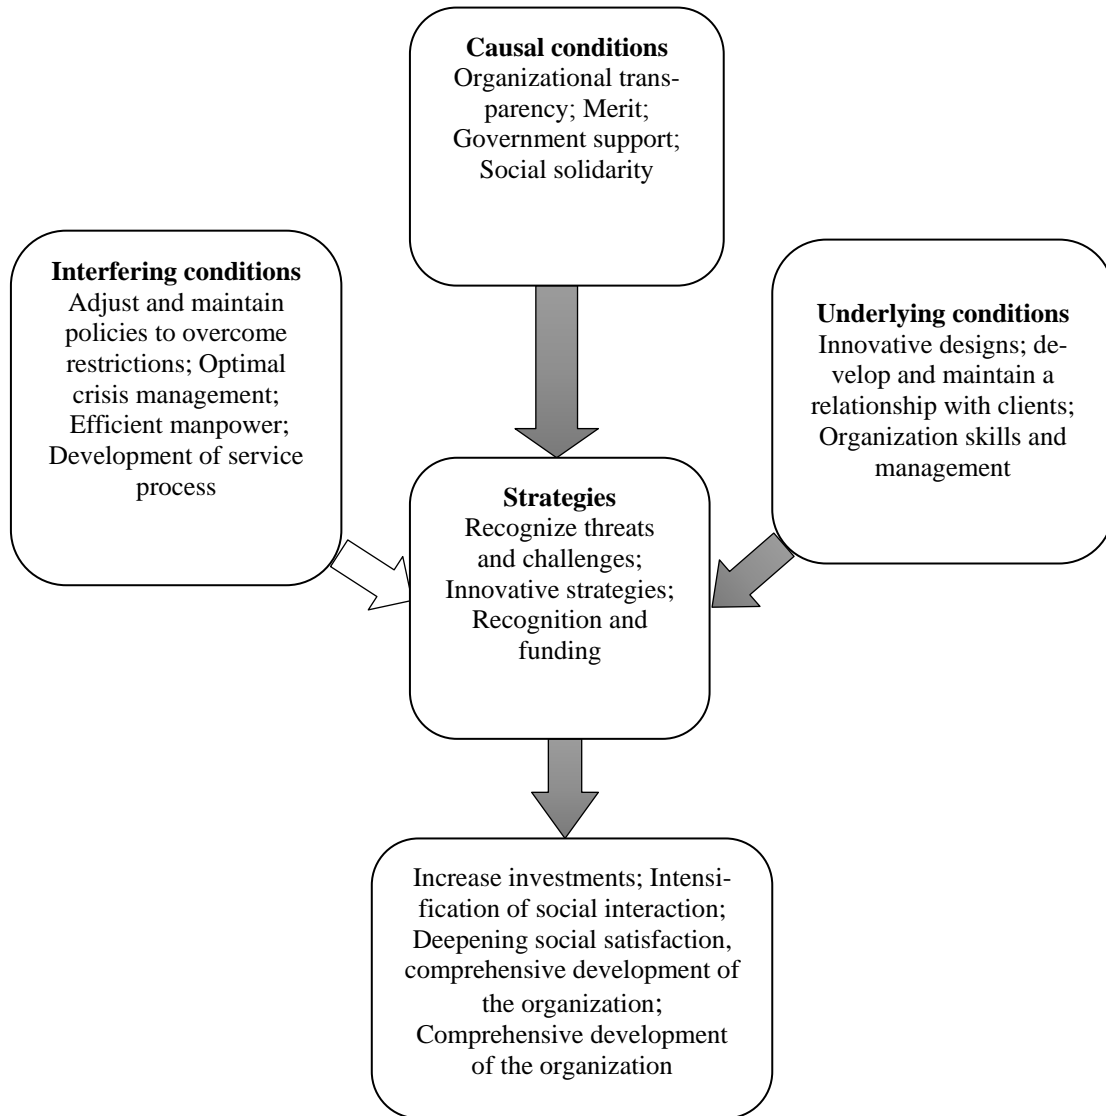 Causal conditions
Organizational trans-
parency; Merit;
Government support;
Social solidarity
Interfering conditions
Adjust and maintain
policies to overcome
restrictions; Optimal
crisis management;
Efficient manpower;
Development of service
process
Underlying conditions
Innovative designs; de-
velop and maintain a
relationship with clients;
Organization skills and
management
Strategies
Recognize threats
and challenges;
Innovative strategies;
Recognition and
funding
Increase investments; Intensi-
fication of social interaction;
Deepening social satisfaction,
comprehensive development of
the organization;
Comprehensive development
of the organization